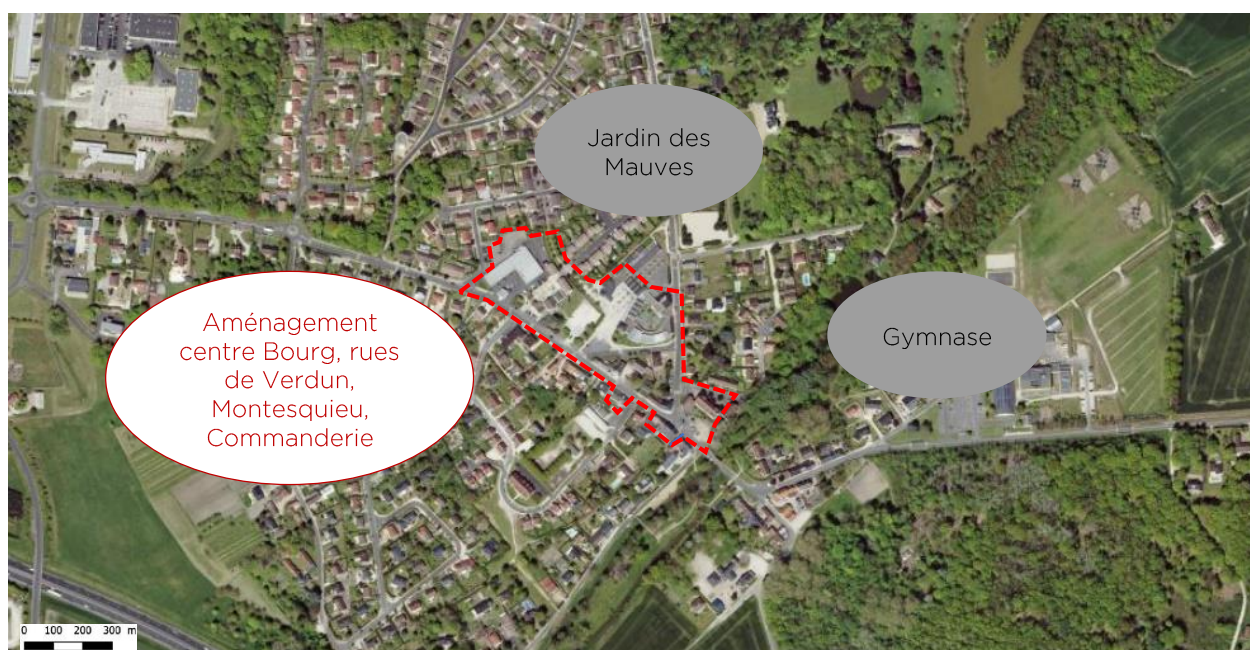 Jardin des
Mauves
Aménagement
centre Bourg, rues
de Verdun,
Montesquieu,
Commanderie
Gymnase
0 100 200 300 m